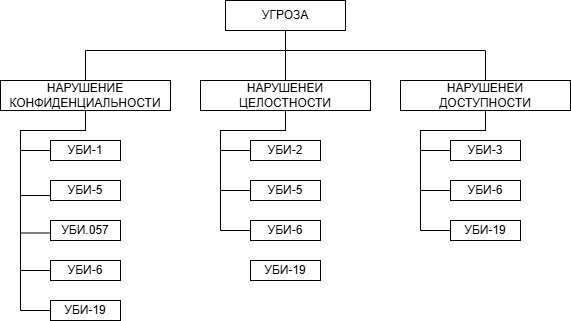 УГРОЗА
НАРУШЕНИЕ
КОНФИДЕНЦИАЛЬНОСТИ
НАРУШЕНЕИ
ЦЕЛОСТНОСТИ
НАРУШЕНЕИ
ДОСТУПНОСТИ
УБИ-1
УБИ-5
УБИ.057
УБИ-6
УБИ-19
УБИ-2
УБИ-5
УБИ-6
УБИ-19
УБИ-3
УБИ-6
УБИ-19